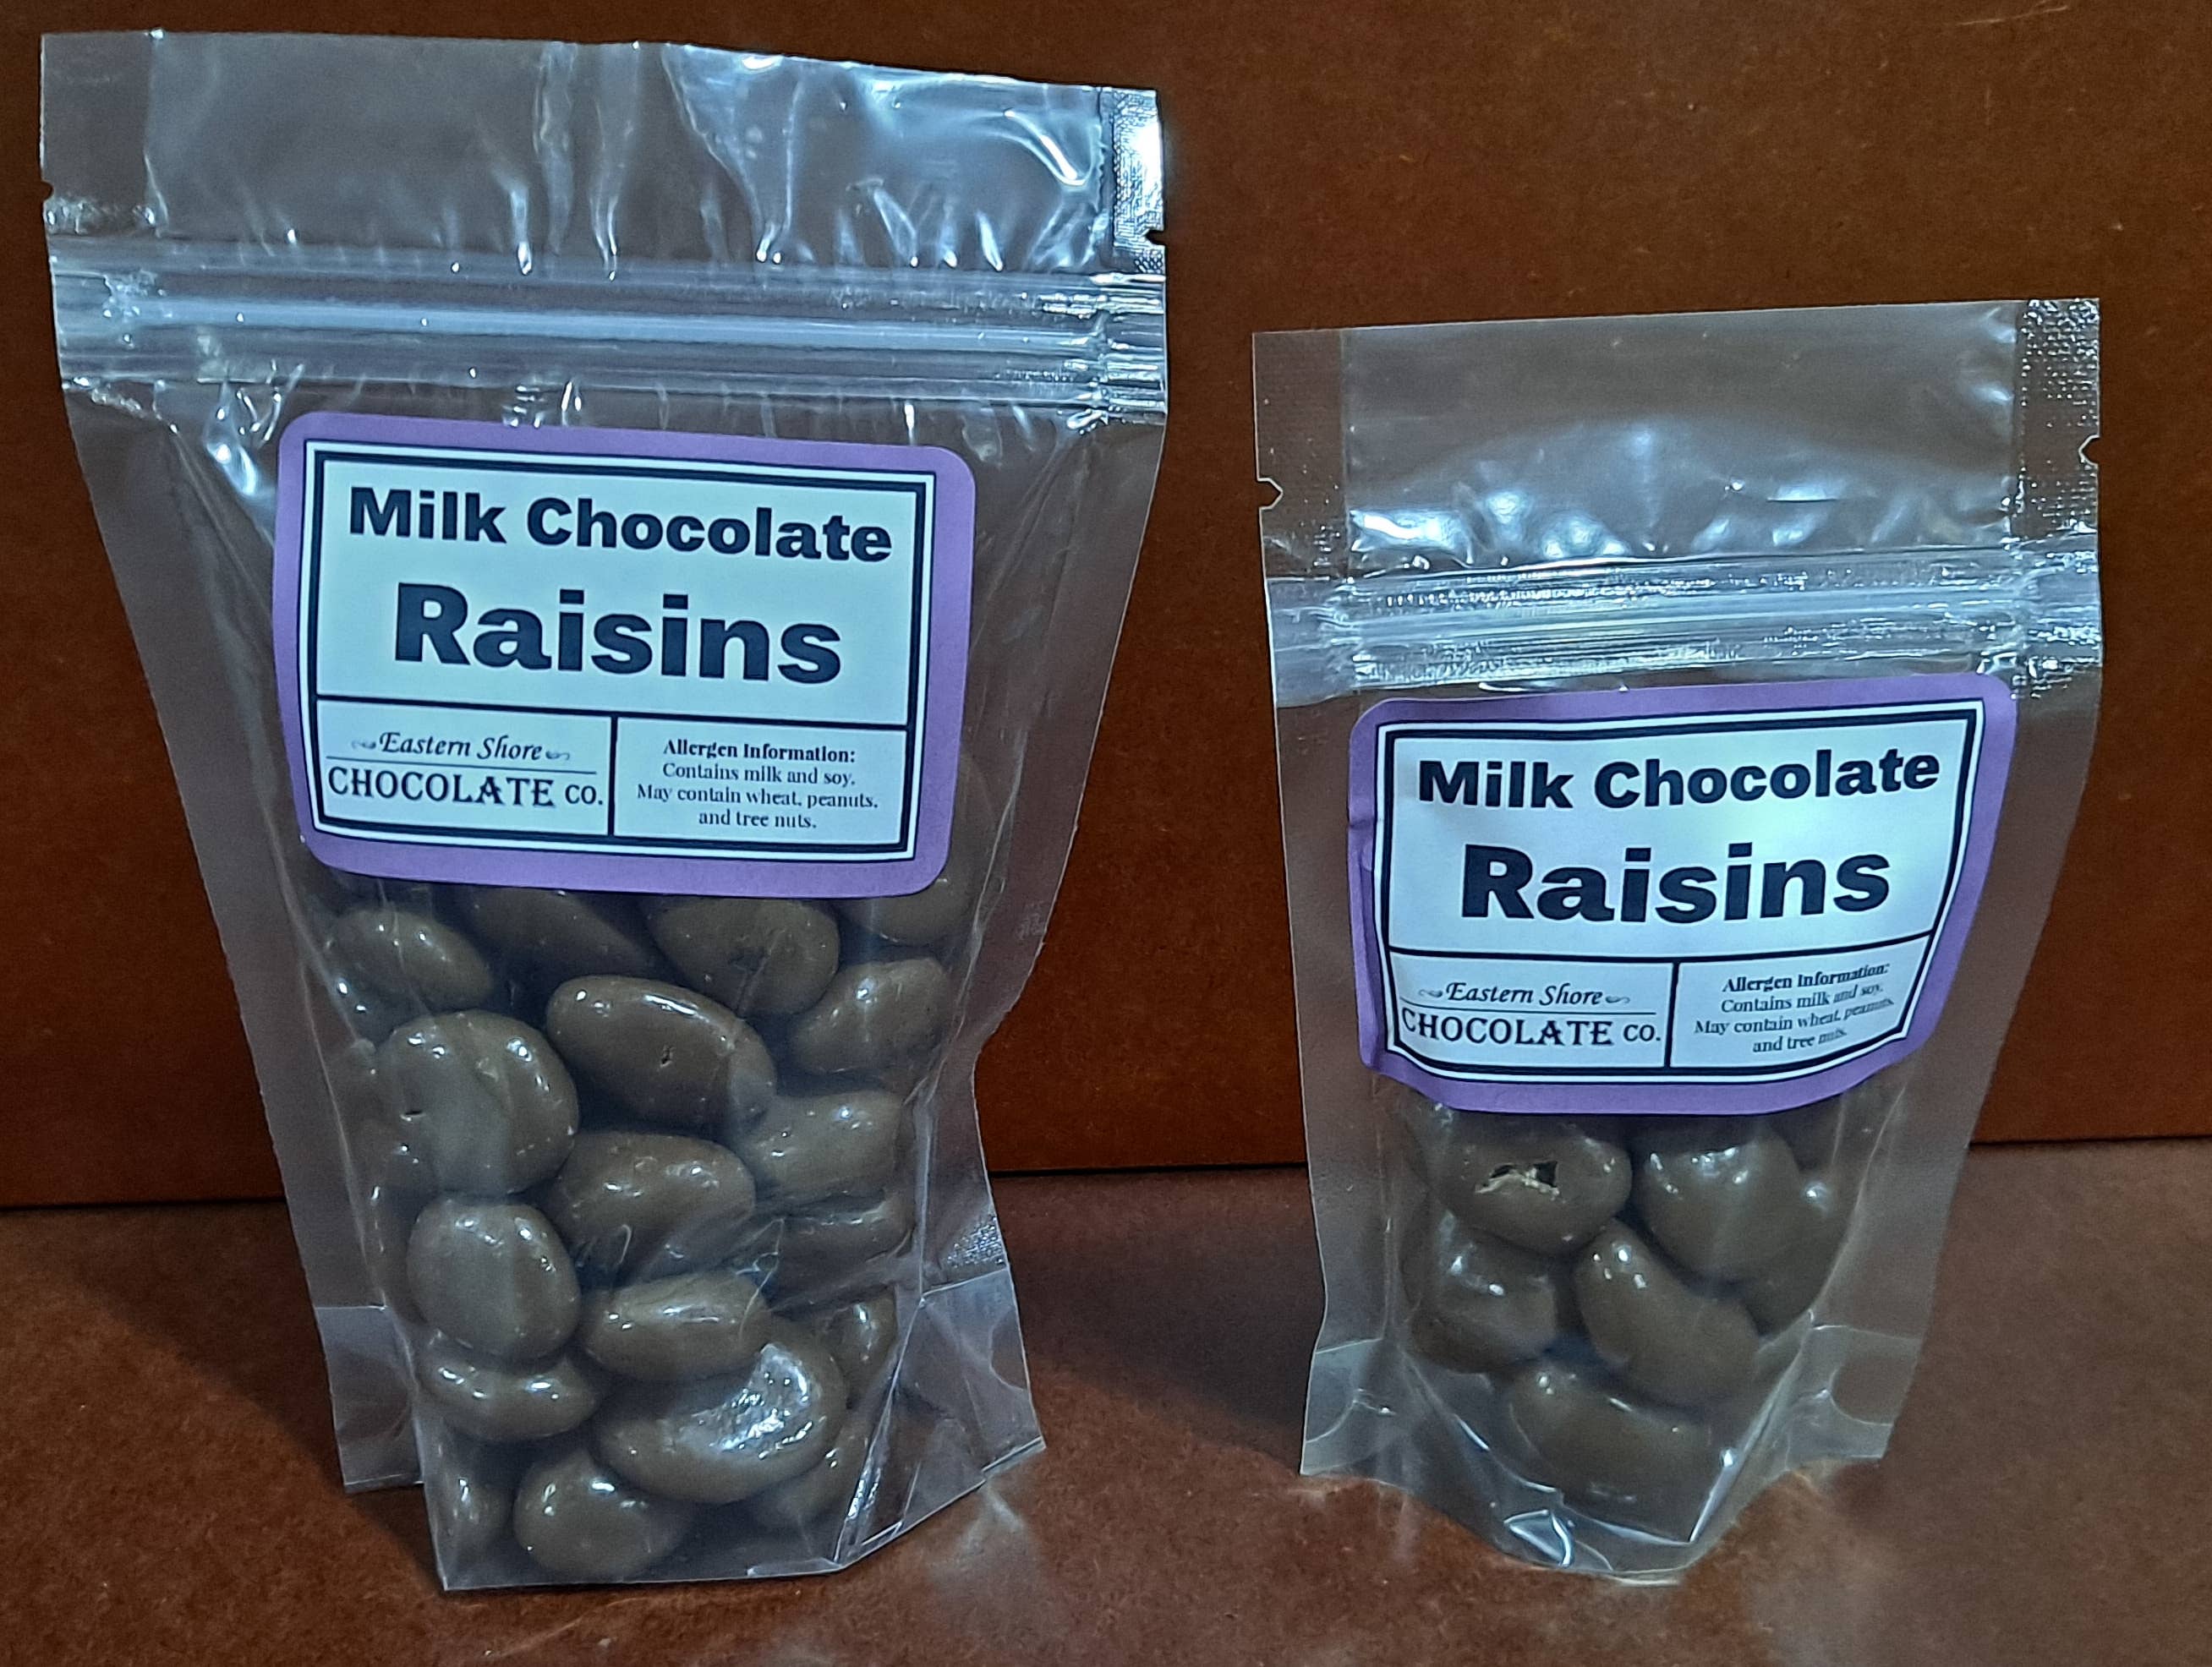 Milk Chocolate
Raisins
Eastern Shore
CHOCOLATE CO.
Allergen Information:
Contains milk and soy.
May contain wheat, peanuts,
and tree nuts.
Milk Chocolate
Raisins
Eastern Shore
CHOCOLATE CO.
Allergen Information:
Contains milk and soy.
May contain wheat, peanuts,
and tree nuts.